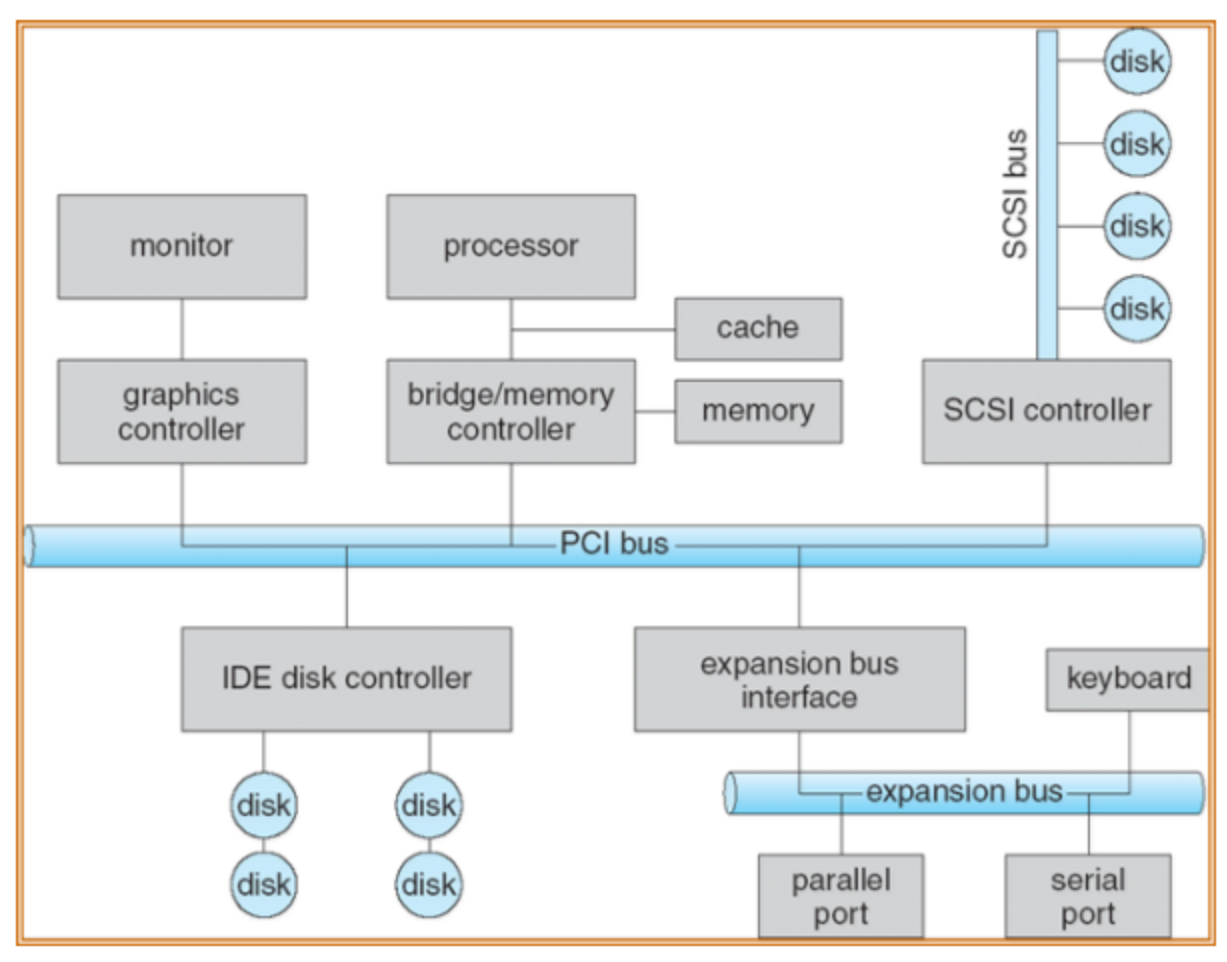 disk
disk
SCSI bus
disk
disk
monitor
processor
cache
graphics
controller
bridge/memory
controller
memory
SCSI controller
PCI bus
IDE disk controller
expansion bus
interface
keyboard
disk
disk
expansion bus
disk
disk
parallel
port
serial
port